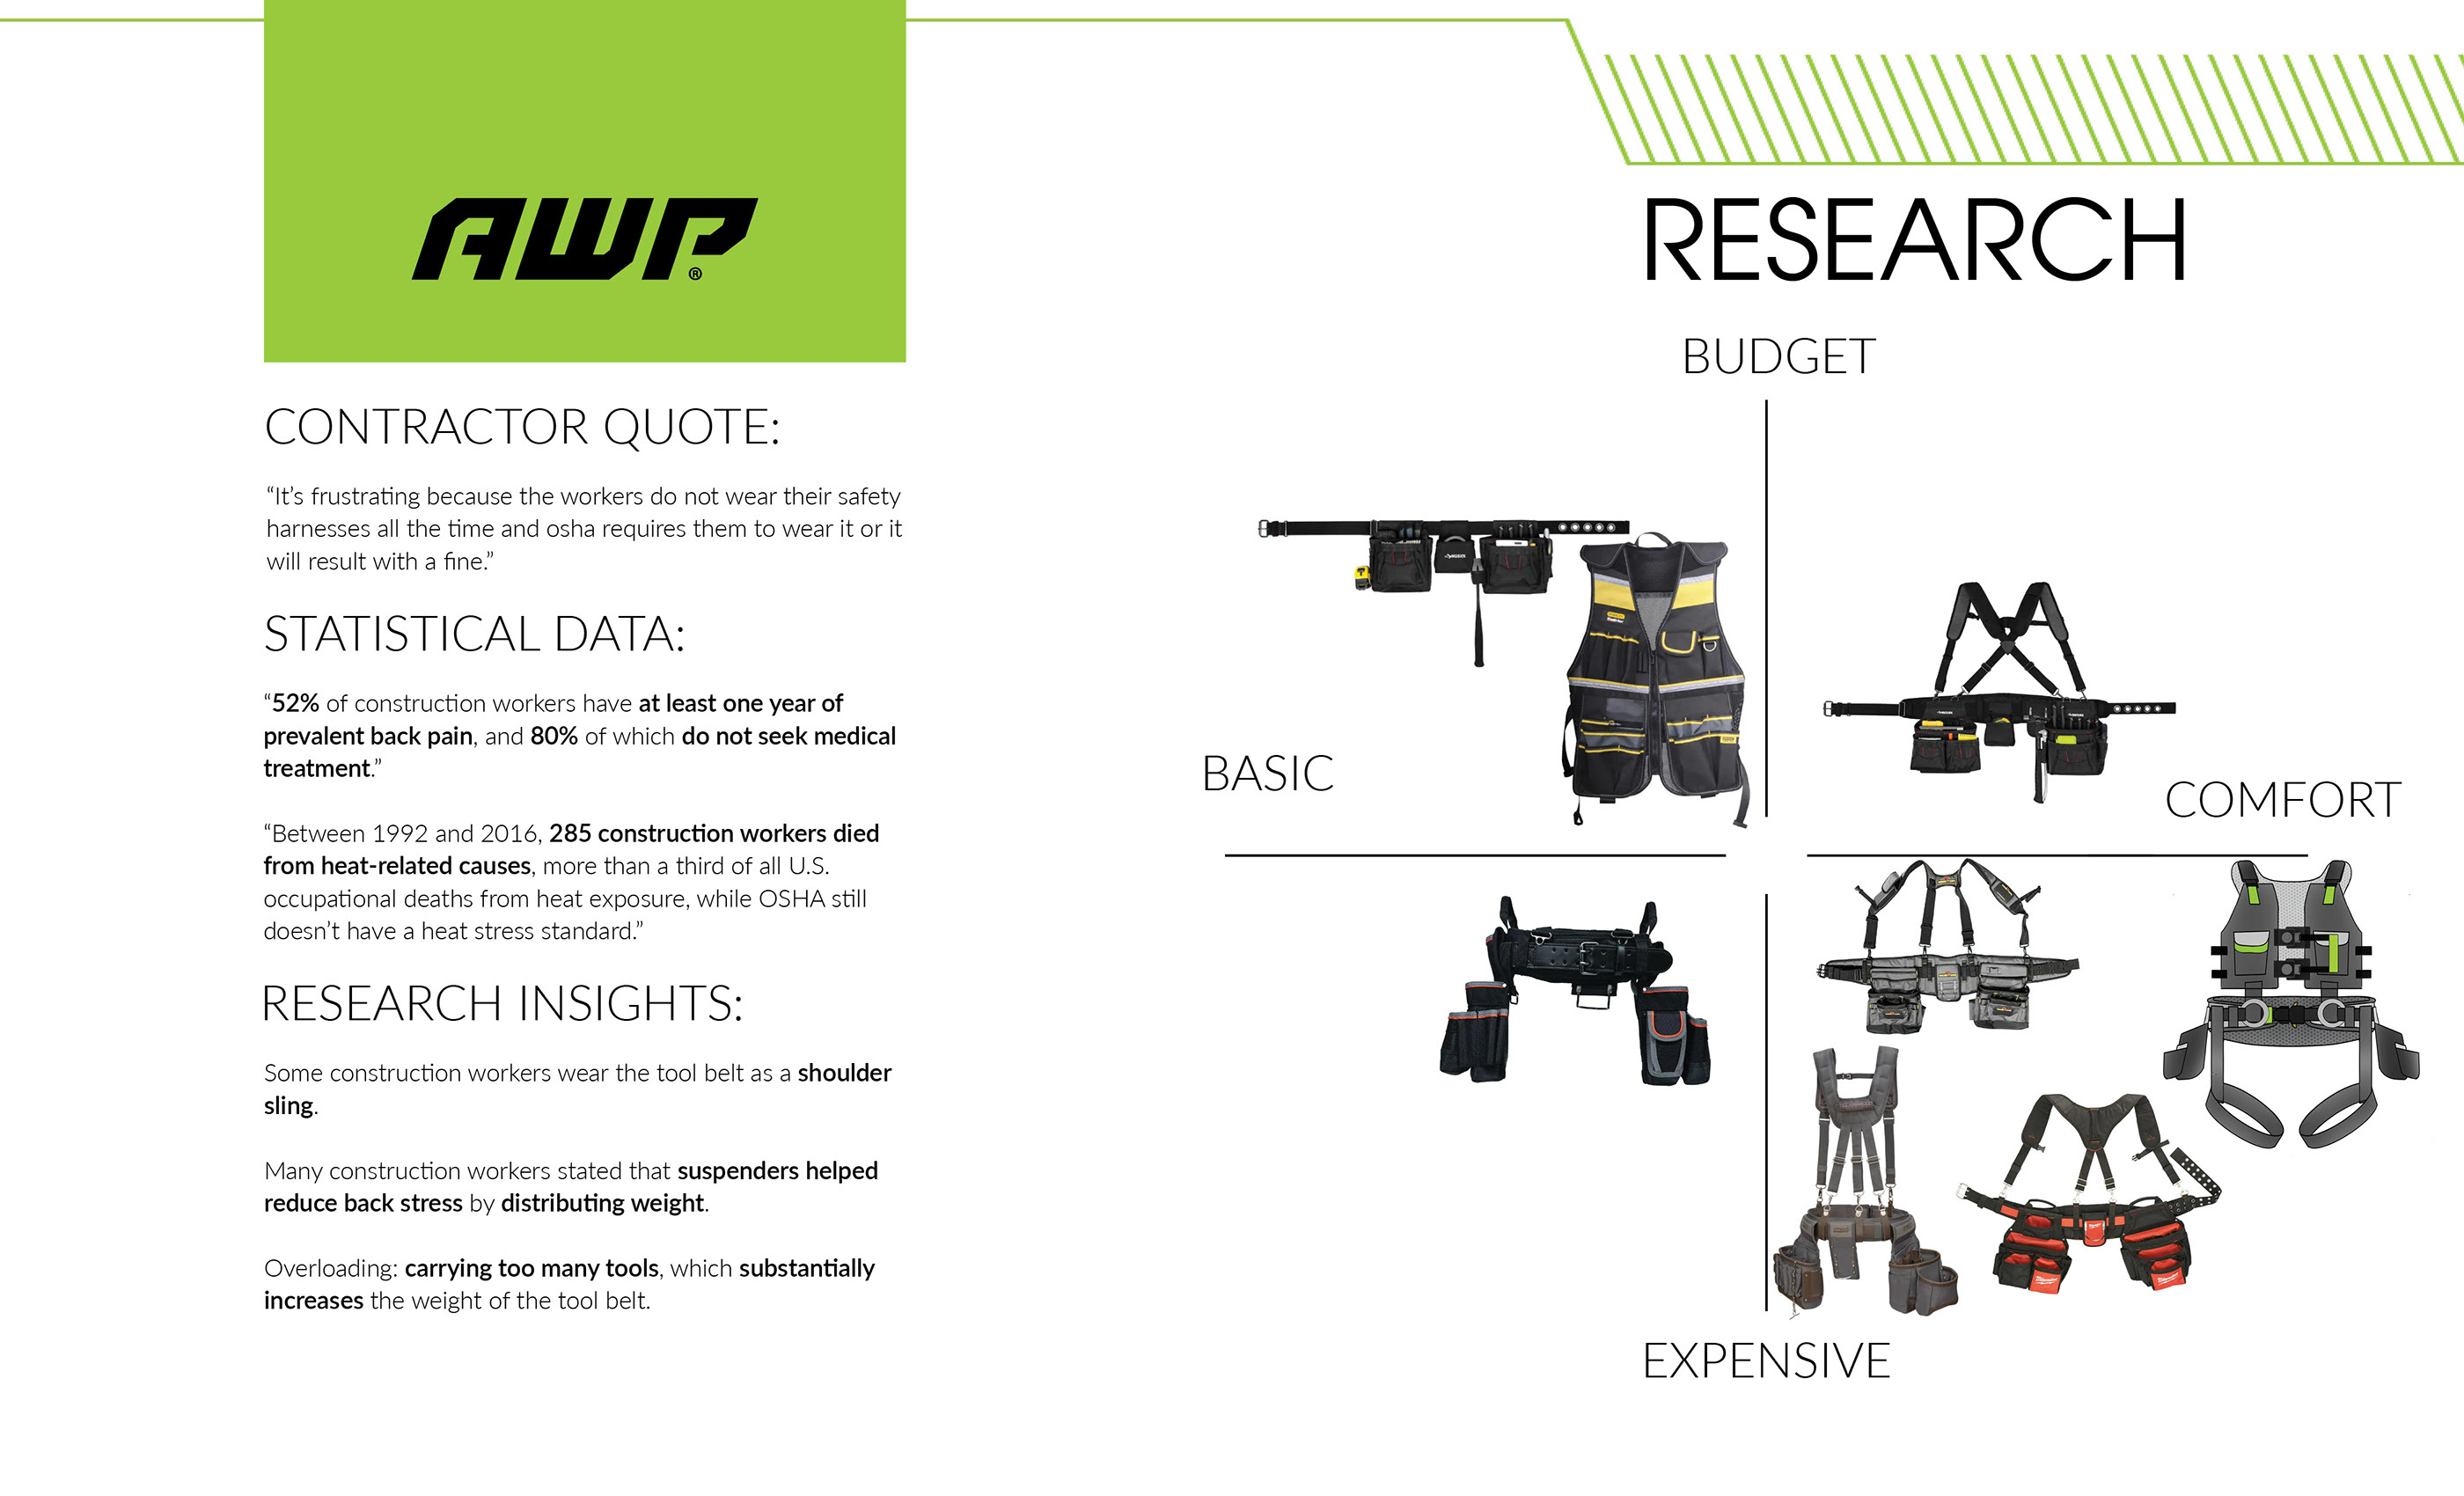 AWP®
CONTRACTOR QUOTE:
“It’s frustrating because the workers do not wear their safety
harnesses all the time and osha requires them to wear it or it
will result with a fine.”
STATISTICAL DATA:
“52% of construction workers have at least one year of
prevalent back pain, and 80% of which do not seek medical
treatment.”
“Between 1992 and 2016, 285 construction workers died
from heat-related causes, more than a third of all U.S.
occupational deaths from heat exposure, while OSHA still
doesn’t have a heat stress standard.”
RESEARCH INSIGHTS:
Some construction workers wear the tool belt as a shoulder
sling.
Many construction workers stated that suspenders helped
reduce back stress by distributing weight.
Overloading: carrying too many tools, which substantially
increases the weight of the tool belt.
RESEARCH
BUDGET
BASIC
COMFORT
EXPENSIVE